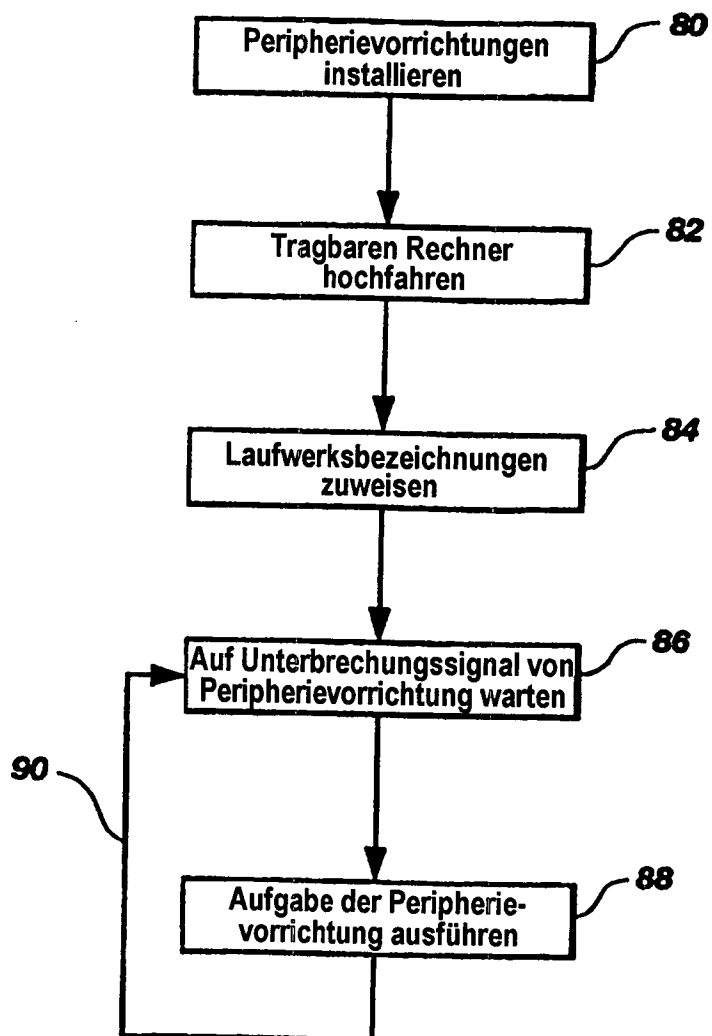 80
Peripherievorrichtungen
installieren
82
Tragbaren Rechner
hochfahren
84
Laufwerksbezeichnungen
zuweisen
86
Auf Unterbrechungssignal von
Peripherievorrichtung warten
90
88
Aufgabe der Peripherie-
vorrichtung ausführen